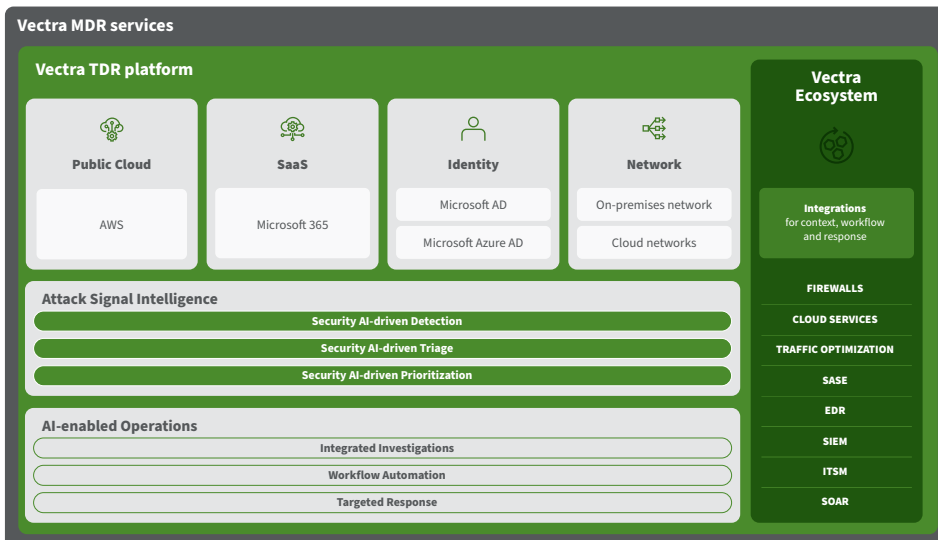 Vectra MDR services
Vectra TDR platform
Public Cloud
AWS
SaaS
Microsoft 365
Identity
Microsoft AD
Microsoft Azure AD
Network
On-premises network
Cloud networks
Attack Signal Intelligence
Security AI-driven Detection
Security AI-driven Triage
Security AI-driven Prioritization
AI-enabled Operations
Integrated Investigations
Workflow Automation
Targeted Response
Vectra
Ecosystem
Integrations
for context, workflow
and response
FIREWALLS
CLOUD SERVICES
TRAFFIC OPTIMIZATION
SASE
EDR
SIEM
ITSM
SOAR